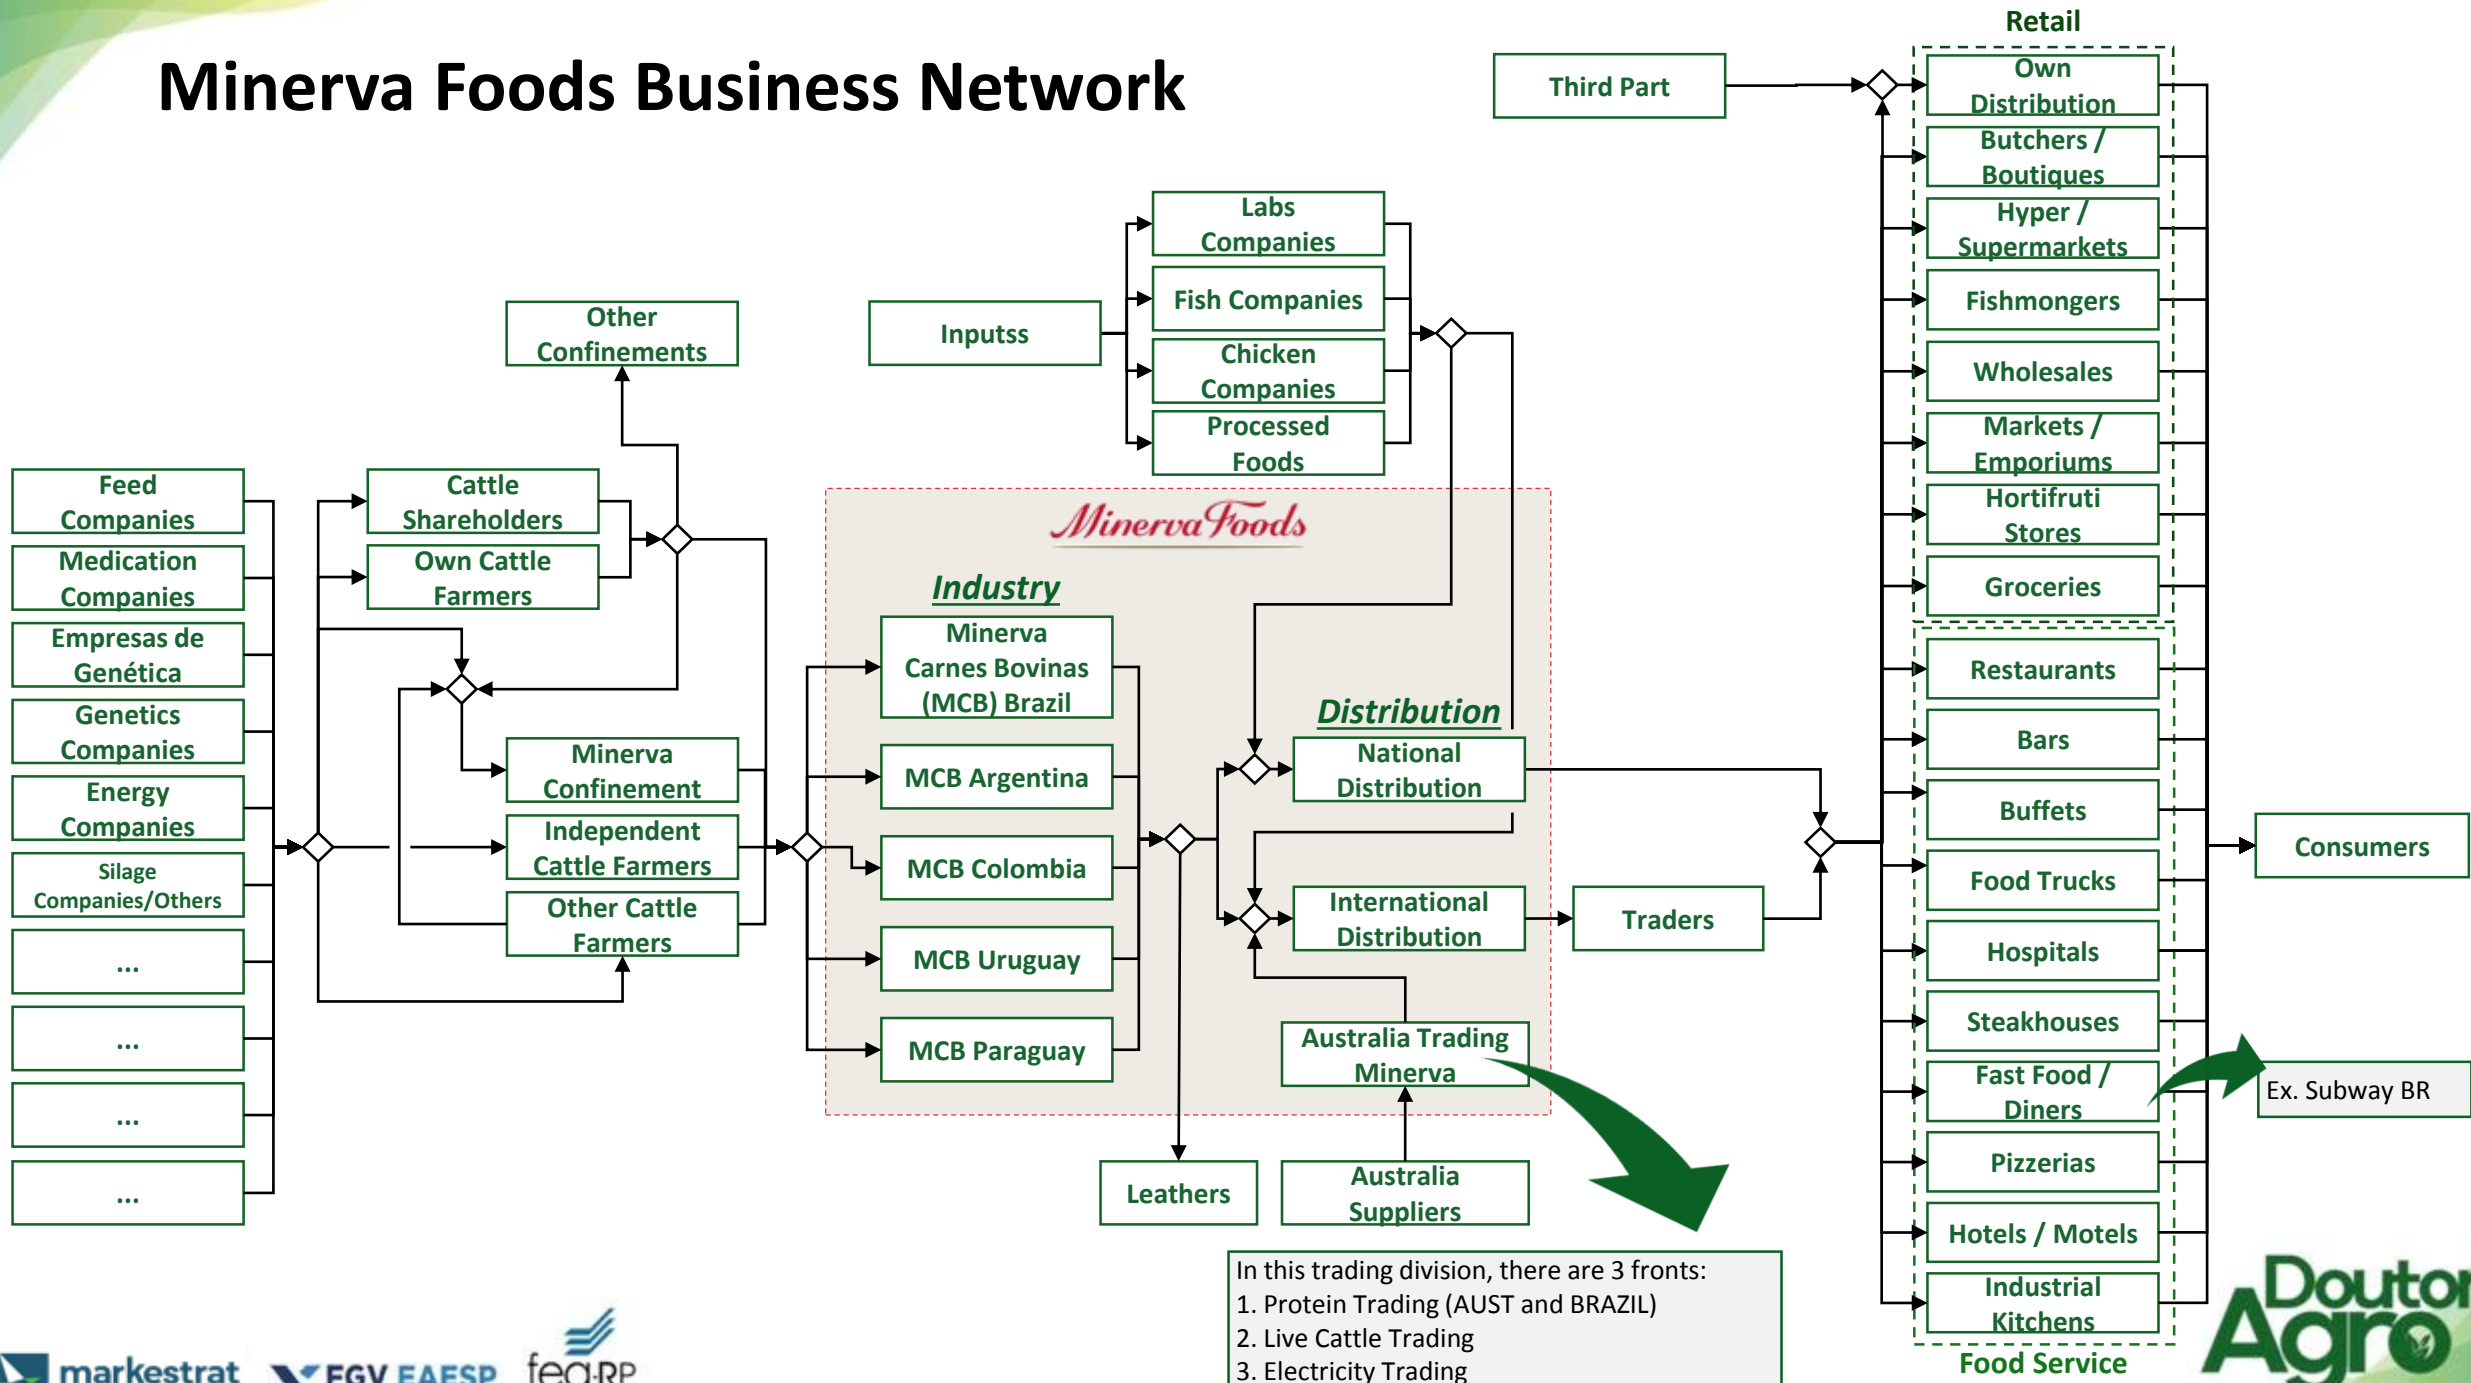 Minerva Foods Business Network
Retail
Third Part
Own
Distribution
Butchers /
Boutiques
Hyper /
Supermarkets
Fishmongers
Wholesales
Markets /
Emporiums
Hortifruti
Stores
Groceries
Labs
Companies
Fish Companies
Chicken
Companies
Processed
Foods
Inputss
Other
Confinements
Feed
Companies
Medication
Companies
Empresas de
Genética
Genetics
Companies
Energy
Companies
Silage
Companies/Others
...
...
...
...
Cattle
Shareholders
Own Cattle
Farmers
Minerva
Confinement
Independent
Cattle Farmers
Other Cattle
Farmers
Minerva Foods
Industry
Minerva
Carnes Bovinas
(MCB) Brazil
MCB Argentina
MCB Colombia
MCB Uruguay
MCB Paraguay
Distribution
National
Distribution
International
Distribution
Traders
Australia Trading
Minerva
Leathers
Australia
Suppliers
Restaurants
Bars
Buffets
Food Trucks
Hospitals
Steakhouses
Fast Food /
Diners
Pizzerias
Hotels / Motels
Industrial
Kitchens
Food Service
Consumers
Ex. Subway BR
In this trading division, there are 3 fronts:
1. Protein Trading (AUST and BRAZIL)
2. Live Cattle Trading
3. Electricity Trading
markestrat
FGV EAESP
fea-RP
Doutor
Agro